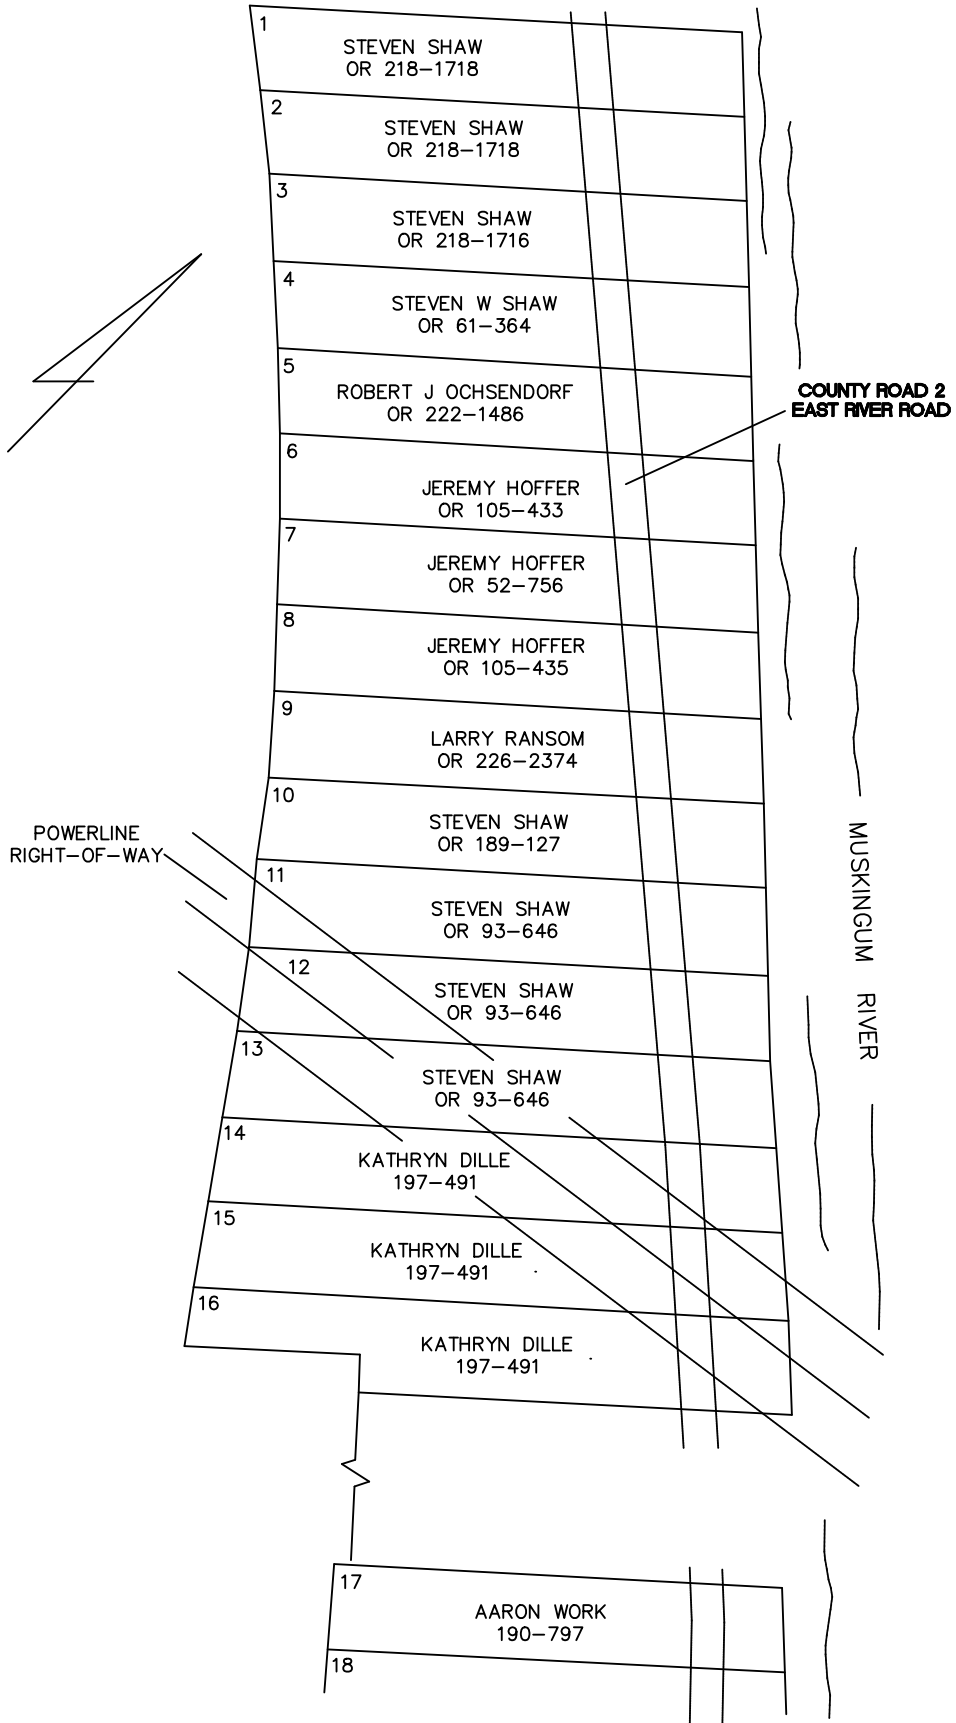 1
STEVEN SHAW
OR 218-1718
2
STEVEN SHAW
OR 218-1718
3
STEVEN SHAW
OR 218-1716
4
STEVEN W SHAW
OR 61-364
5
ROBERT J OCHSENDORF
OR 222-1486
COUNTY ROAD 2
EAST RIVER ROAD
6
JEREMY HOFFER
OR 105-433
7
JEREMY HOFFER
OR 52-756
8
JEREMY HOFFER
OR 105-435
9
LARRY RANSOM
OR 226-2374
10
STEVEN SHAW
OR 189-127
POWERLINE
RIGHT-OF-WAY
MUSKINGUM RIVER
11
STEVEN SHAW
OR 93-646
12
STEVEN SHAW
OR 93-646
13
STEVEN SHAW
OR 93-646
14
KATHRYN DILLE
197-491
15
KATHRYN DILLE
197-491
16
KATHRYN DILLE
197-491
17
AARON WORK
190-797
18